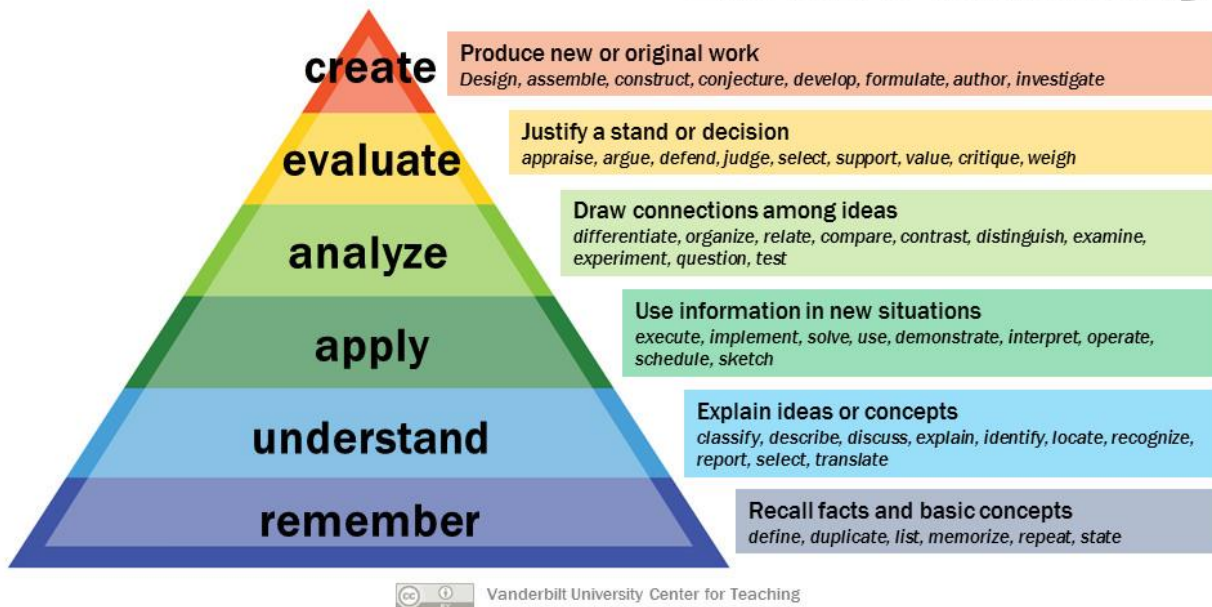 create
Produce new or original work
Design, assemble, construct, conjecture, develop, formulate, author, investigate
evaluate
Justify a stand or decision
appraise, argue, defend, judge, select, support, value, critique, weigh
analyze
Draw connections among ideas
differentiate, organize, relate, compare, contrast, distinguish, examine,
experiment, question, test
apply
Use information in new situations
execute, implement, solve, use, demonstrate, interpret, operate,
schedule, sketch
understand
Explain ideas or concepts
classify, describe, discuss, explain, identify, locate, recognize,
report, select, translate
remember
Recall facts and basic concepts
define, duplicate, list, memorize, repeat, state
cc
Vanderbilt University Center for Teaching